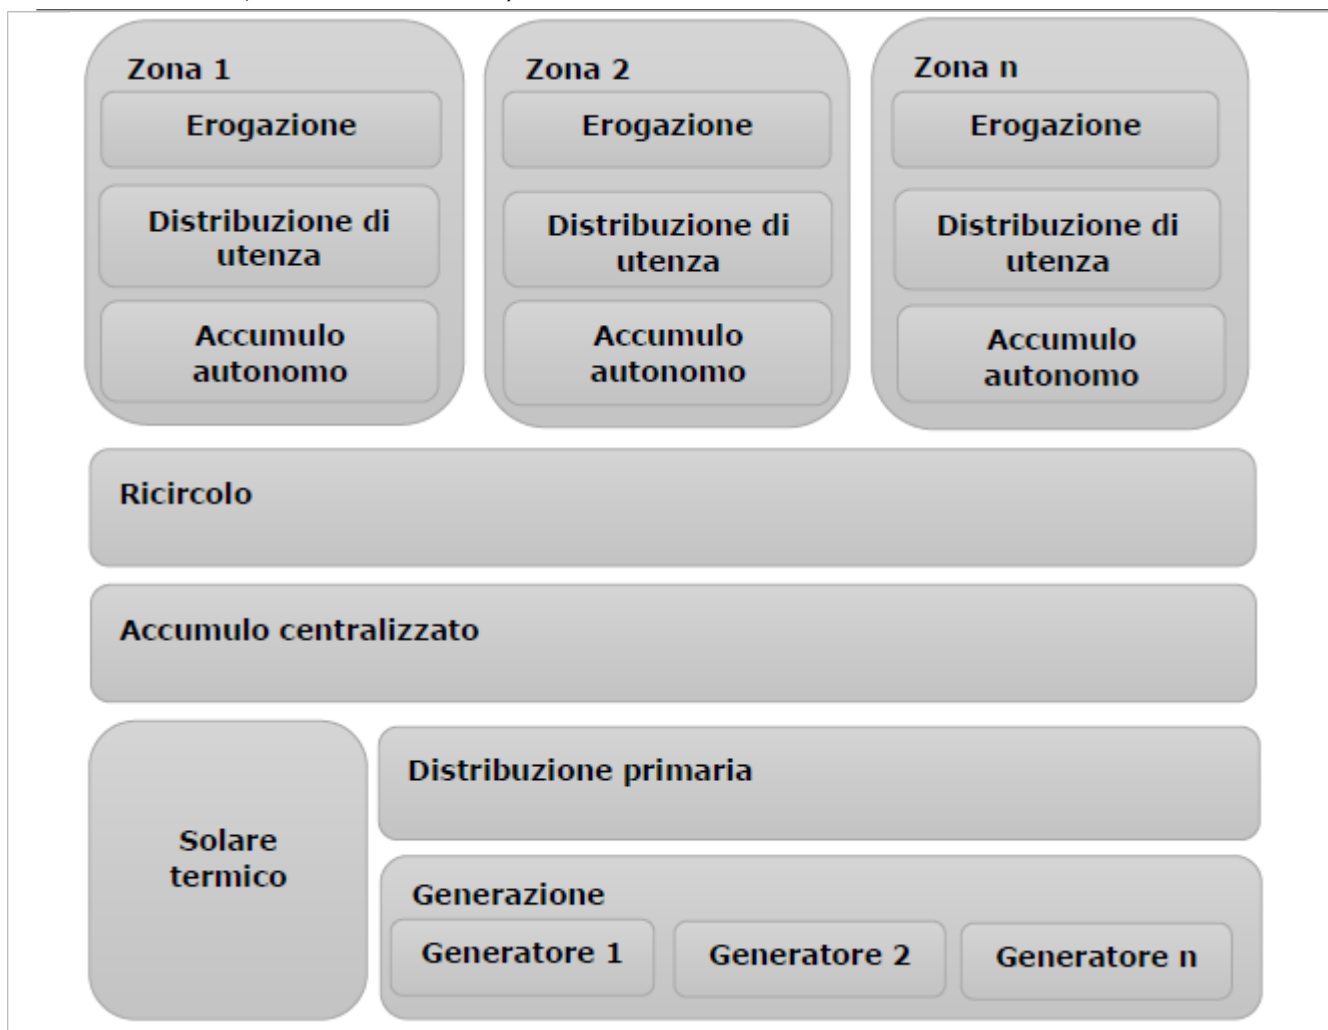 Zona 1
Erogazione
Distribuzione di
utenza
Accumulo
autonomo
Zona 2
Erogazione
Distribuzione di
utenza
Accumulo
autonomo
Zona n
Erogazione
Distribuzione di
utenza
Accumulo
autonomo
Ricircolo
Accumulo centralizzato
Solare
termico
Distribuzione primaria
Generazione
Generatore 1
Generatore 2
Generatore n